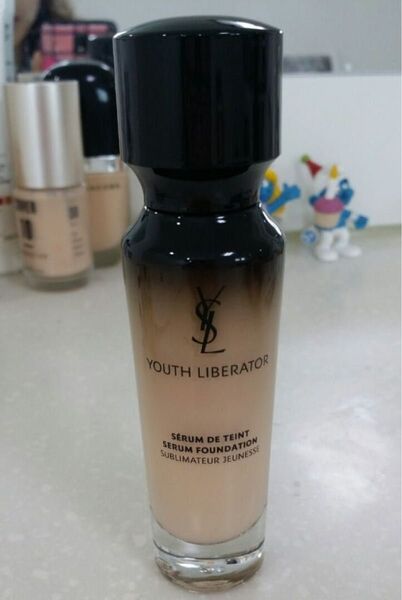 YSL
YOUTH LIBERATOR
SÉRUM DE TEINT
SERUM FOUNDATION
SUBLIMATEUR JEUNESSE